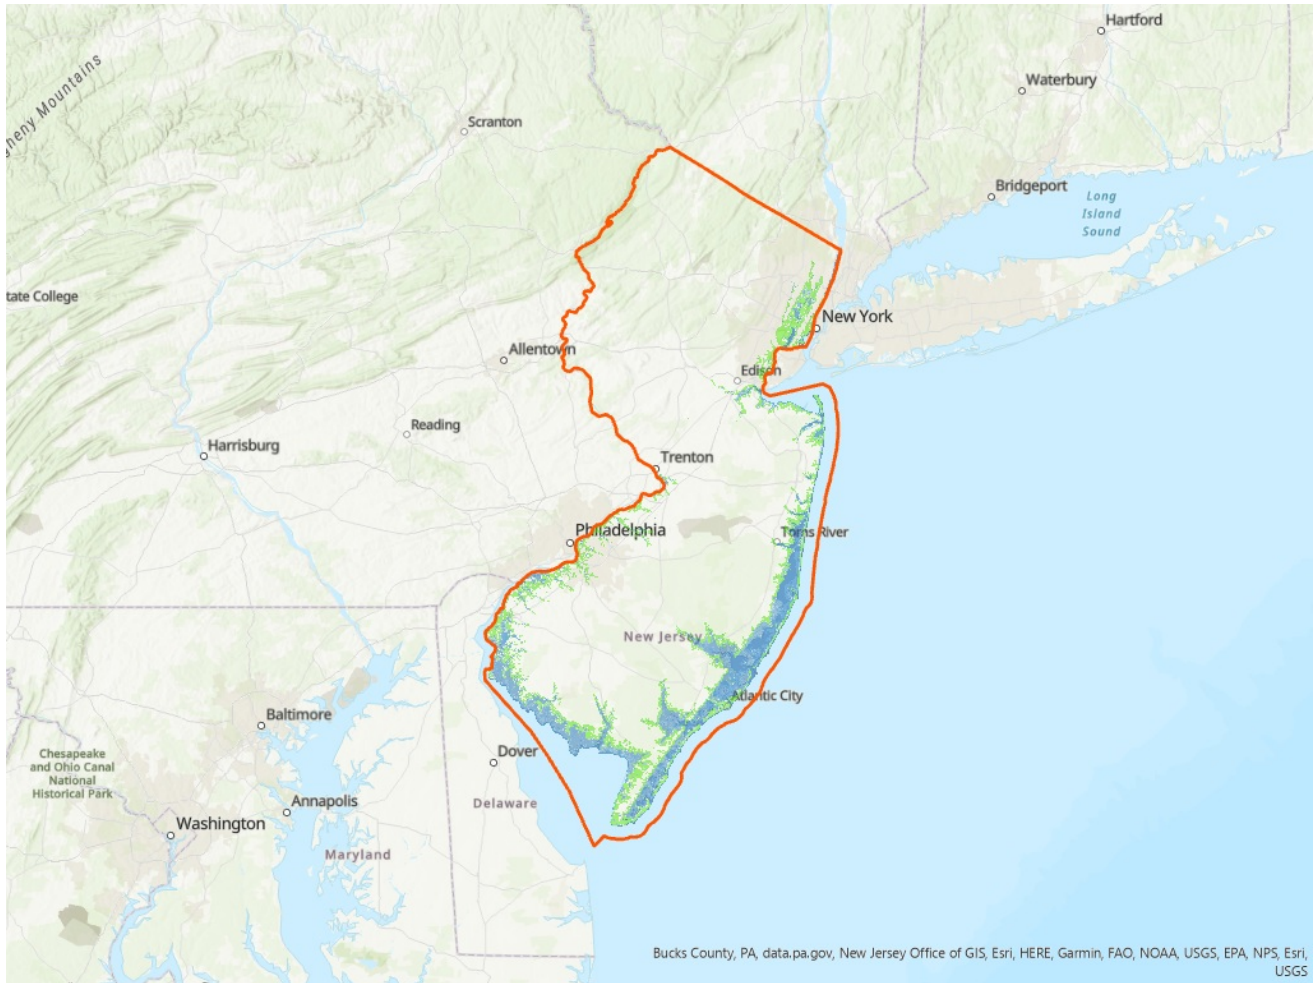 Hartford
Waterbury
gheny Mountains
Scranton
Bridgeport
Long
Island
Sound
tate College
New York
Allentown
Edison
Reading
Harrisburg
Trenton
Philadelphia
Toms River
New Jersey
Atlantic City
Baltimore
Dover
Chesapeake
and Ohio Canal
National
Historical Park
Annapolis
Delaware
Washington
Maryland
Bucks County, PA, data.pa.gov, New Jersey Office of GIS, Esri, HERE, Garmin, FAO, NOAA, USGS, EPA, NPS, Esri,
USGS